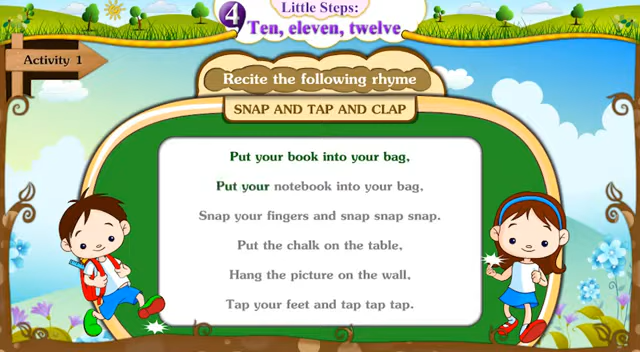 4
Little Steps:
Ten, eleven, twelve
Activity 1
Recite the following rhyme
SNAP AND TAP AND CLAP
Put your book into your bag,
Put your notebook into your bag,
Snap your fingers and snap snap snap.
Put the chalk on the table,
Hang the picture on the wall,
Tap your feet and tap tap tap.